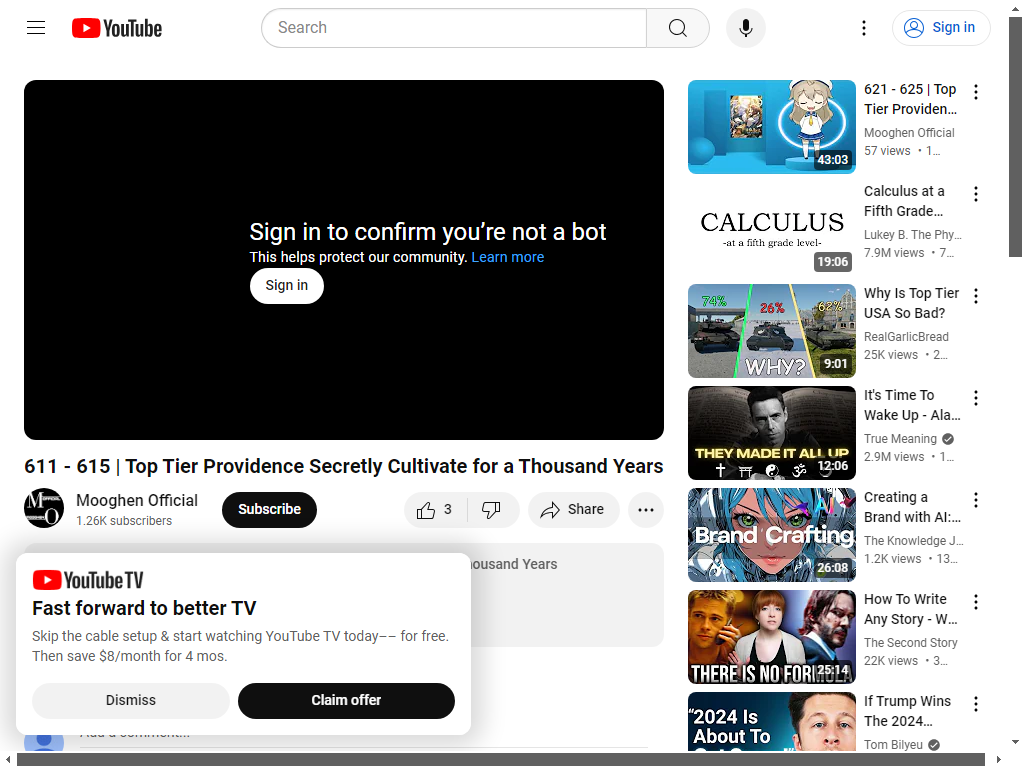 YouTube
Search
Sign in
Sign in to confirm you’re not a bot
This helps protect our community. Learn more
Sign in
611 - 615 | Top Tier Providence Secretly Cultivate for a Thousand Years
Mooghen Official
1.26K subscribers
Subscribe
3
Share
housand Years
YouTube TV
Fast forward to better TV
Skip the cable setup & start watching YouTube TV today–– for free.
Then save $8/month for 4 mos.
Dismiss
Claim offer
Add a comment...
43:03
621 - 625 | Top
Tier Providen…
Mooghen Official
57 views • 1…
CALCULUS
-at a fifth grade level-
19:06
Calculus at a
Fifth Grade…
Lukey B. The Phy…
7.9M views • 7…
74%
26%
62%
WHY?
9:01
Why Is Top Tier
USA So Bad?
RealGarlicBread
25K views • 2…
THEY MADE IT ALL UP
12:06
It's Time To
Wake Up - Ala…
True Meaning
2.9M views • 1…
AI
Brand Crafting
26:08
Creating a
Brand with AI:…
The Knowledge J…
1.2K views • 13…
THERE IS NO FORMULA
25:14
How To Write
Any Story - W…
The Second Story
22K views • 3…
“2024 Is
About To
If Trump Wins
The 2024…
Tom Bilyeu